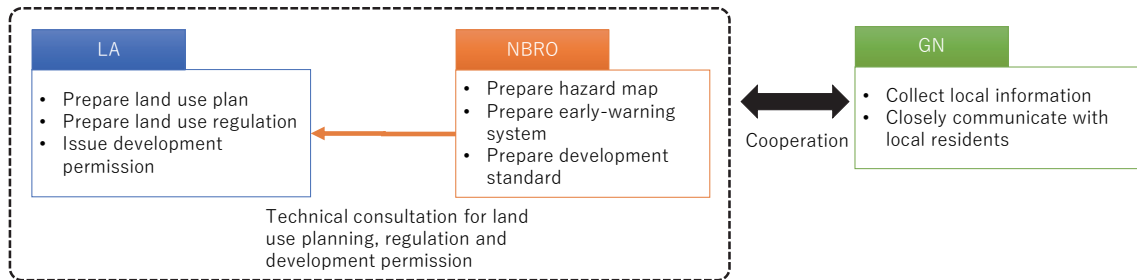 LA
• Prepare land use plan
• Prepare land use regulation
• Issue development
permission
NBRO
• Prepare hazard map
• Prepare early-warning
system
• Prepare development
standard
Technical consultation for land
use planning, regulation and
development permission
Cooperation
GN
• Collect local information
• Closely communicate with
local residents